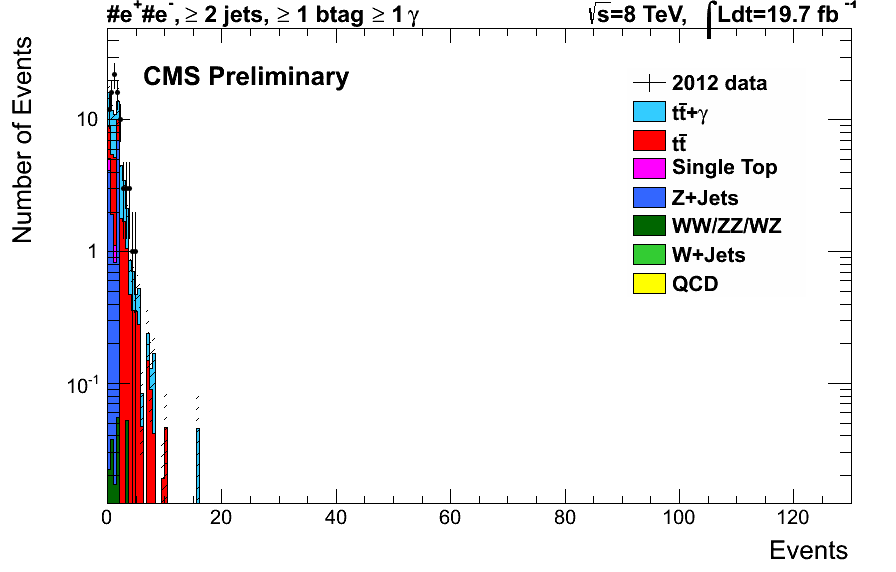 #e⁺#e⁻, ≥ 2 jets, ≥ 1 btag ≥ 1 γ
√s=8 TeV, ∫Ldt=19.7 fb⁻¹
Number of Events
CMS Preliminary
2012 data
tt̄+γ
tt̄
Single Top
Z+Jets
WW/ZZ/WZ
W+Jets
QCD
10
1
10⁻¹
0 20 40 60 80 100 120
Events